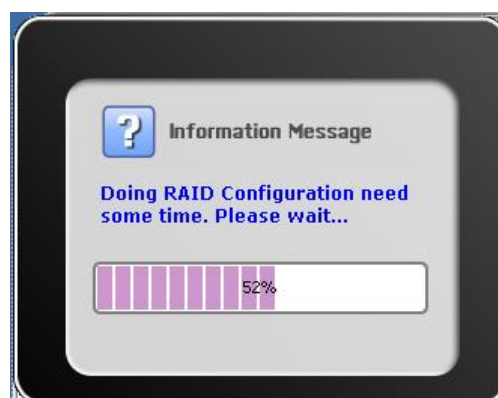 Information Message
Doing RAID Configuration need
some time. Please wait...
52%